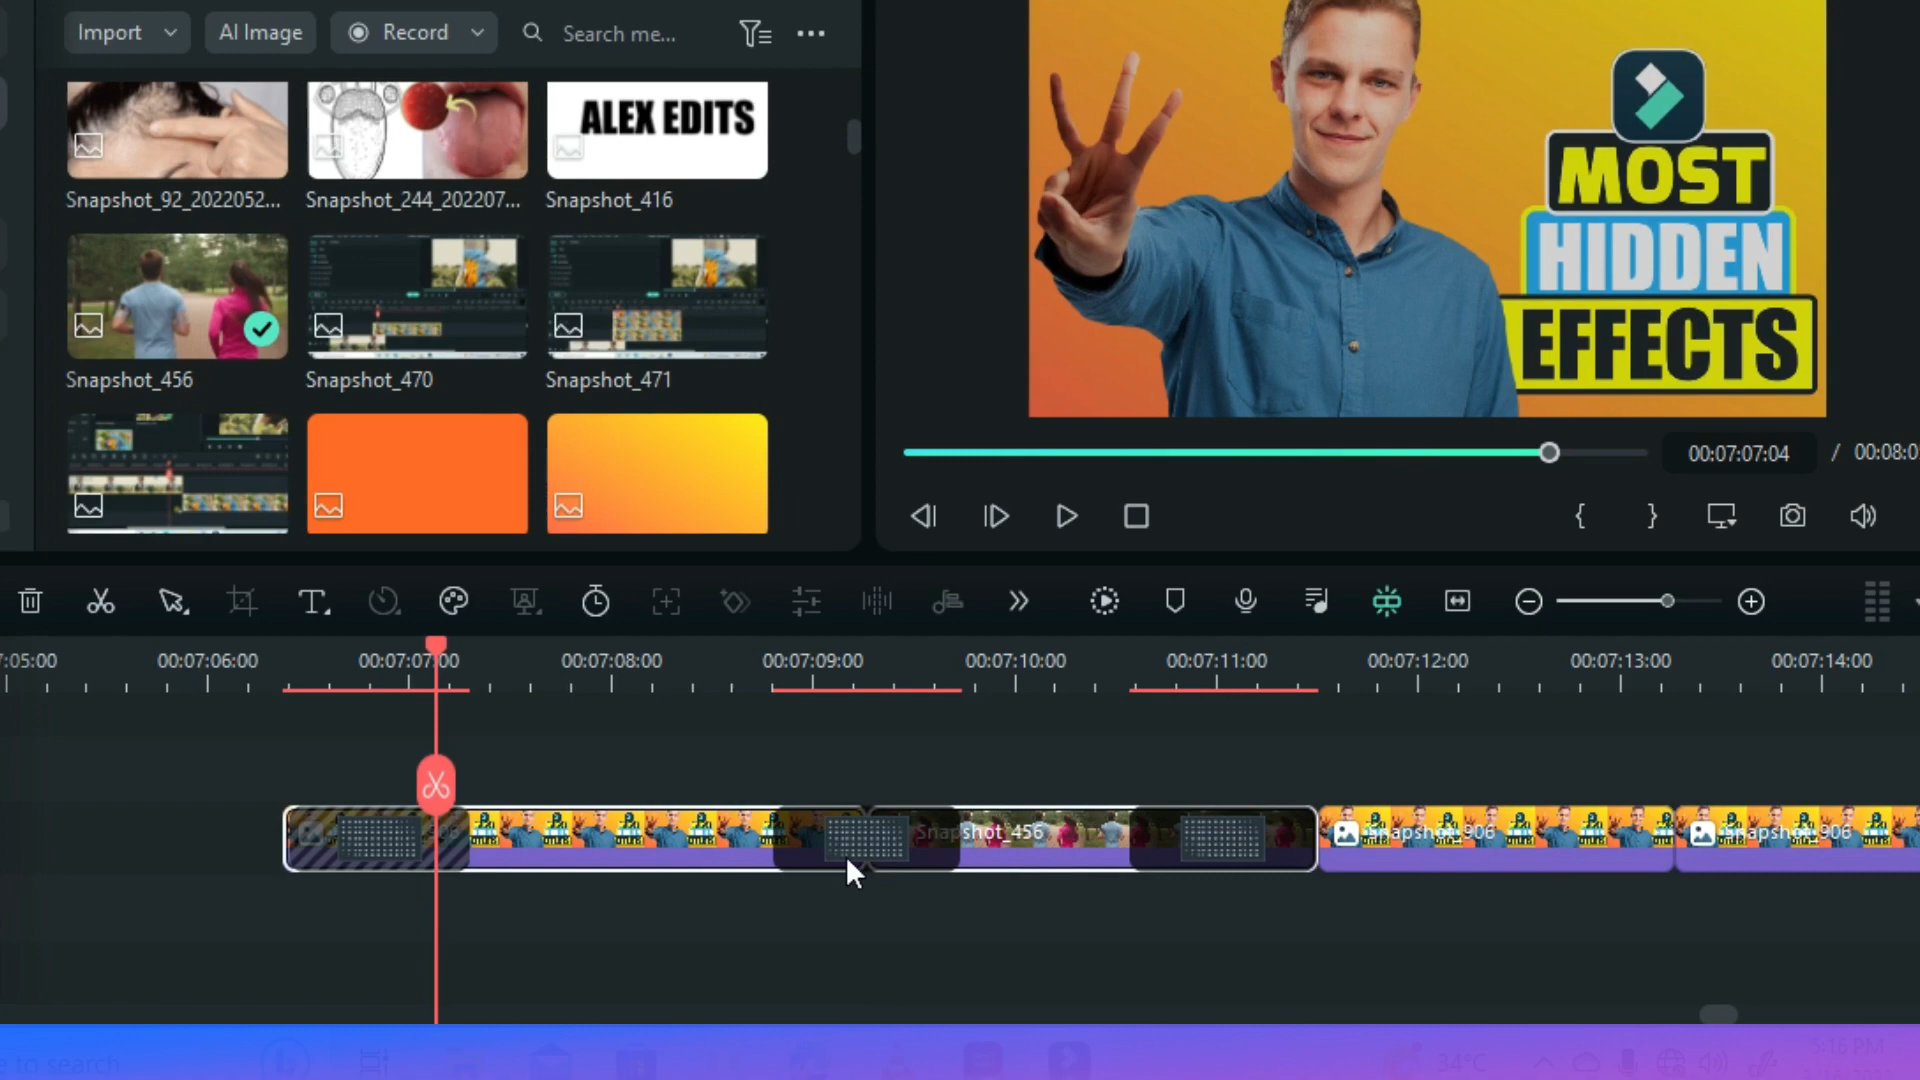 Import
AI Image
Record
Search me...
ALEX EDITS
Snapshot_92_2022052...
Snapshot_244_202207...
Snapshot_416
Snapshot_456
Snapshot_470
Snapshot_471
MOST
HIDDEN
EFFECTS
00:07:07:04
/
00:08:0
:05:00
00:07:06:00
00:07:07:00
00:07:08:00
00:07:09:00
00:07:10:00
00:07:11:00
00:07:12:00
00:07:13:00
00:07:14:00
Snapshot_456
Snapshot_906
Snapshot_906
e to search
34°C
5:16 PM